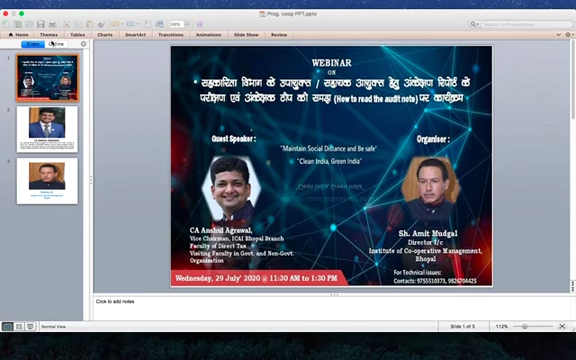 Prog. coop PPT.pptx
Home Themes Tables Charts SmartArt Transitions Animations Slide Show Review
Slides Outline
WEBINAR
ON
सहकारिता विभाग के उपायुक्त / सहायक आयुक्त हेतु अंकेक्षण रिपोर्ट के
परीक्षण एवं अंकेक्षक टीप की समझ (How to read the audit note) पर कार्यक्रम
Guest Speaker :
Organiser :
"Maintain Social Distance and Be safe"
"Clean India, Green India"
CA Anshul Agrawal,
Vice Chairman, ICAI Bhopal Branch
Faculty of Direct Tax
Visiting Faculty in Govt. and Non-Govt.
Organisation
Sh. Amit Mudgal
Director I/c
Institute of Co-operative Management,
Bhopal
Wednesday, 29 July' 2020 @ 11:30 AM to 1:30 PM
For Technical issues:
Contacts: 9755510373, 9826704425
Click to add notes
Normal View
Slide 1 of 3
112%